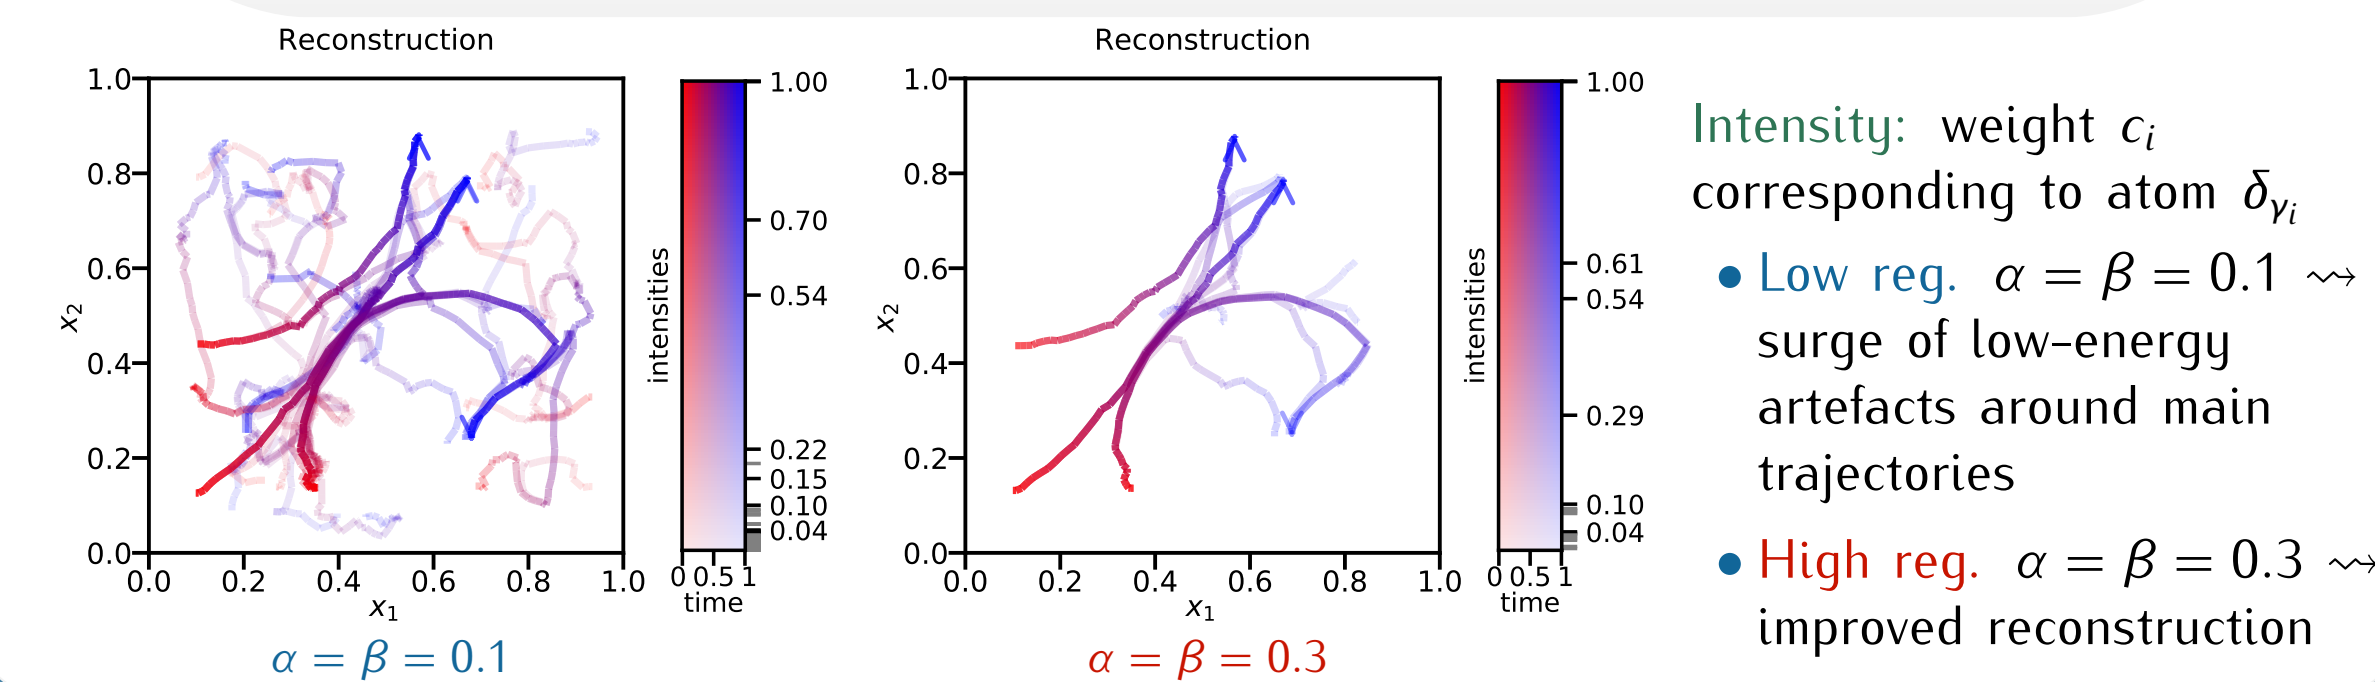 Reconstruction
1.0
0.8
0.6
0.4
0.2
0.0
0.0 0.2 0.4 0.6 0.8 1.0
x₂
x₁
intensities
1.00
0.70
0.54
0.22
0.15
0.10
0.04
0 0.5 1
time
α = β = 0.1
Reconstruction
1.0
0.8
0.6
0.4
0.2
0.0
0.0 0.2 0.4 0.6 0.8 1.0
x₂
x₁
intensities
1.00
0.61
0.54
0.29
0.10
0.04
0 0.5 1
time
α = β = 0.3
Intensity: weight cᵢ
corresponding to atom δ_{γᵢ}
• Low reg. α = β = 0.1 ⇝
surge of low-energy
artefacts around main
trajectories
• High reg. α = β = 0.3 ⇝
improved reconstruction